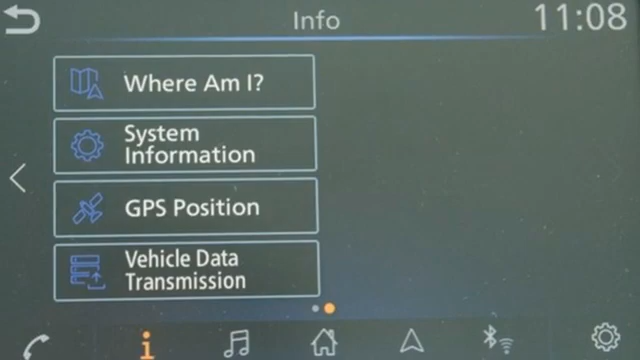 Info
11:08
Where Am I?
System
Information
GPS Position
Vehicle Data
Transmission